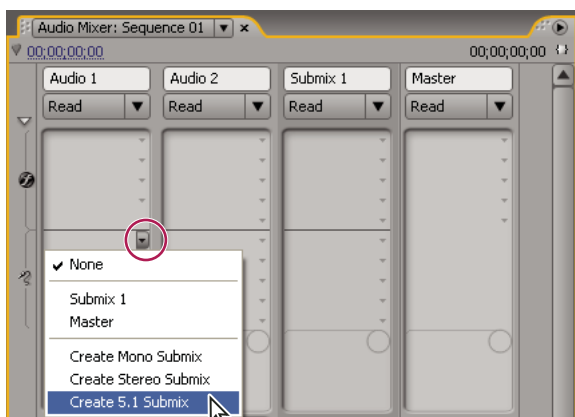 Audio Mixer: Sequence 01
00;00;00;00
00;00;00;00
Audio 1
Audio 2
Submix 1
Master
Read
Read
Read
Read
None
Submix 1
Master
Create Mono Submix
Create Stereo Submix
Create 5.1 Submix